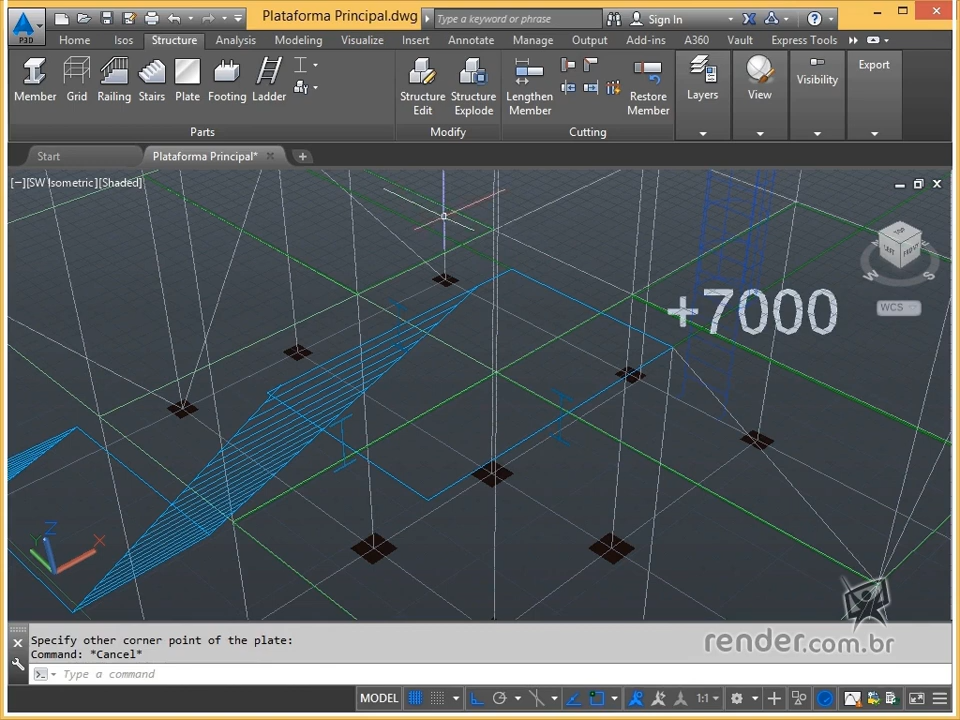 Plataforma Principal.dwg
Type a keyword or phrase
Sign In
P3D
Home Isos Structure Analysis Modeling Visualize Insert Annotate Manage Output Add-ins A360 Vault Express Tools
Member Grid Railing Stairs Plate Footing Ladder
Structure Edit
Structure Explode
Lengthen Member
Restore Member
Layers
View
Visibility
Export
Parts Modify Cutting
Start Plataforma Principal*
[−][SW Isometric][Shaded]
TOP
LEFT FRONT
W S
WCS
+7000
Z
Y X
render.com.br
Specify other corner point of the plate:
Command: *Cancel*
Type a command
MODEL 1:1